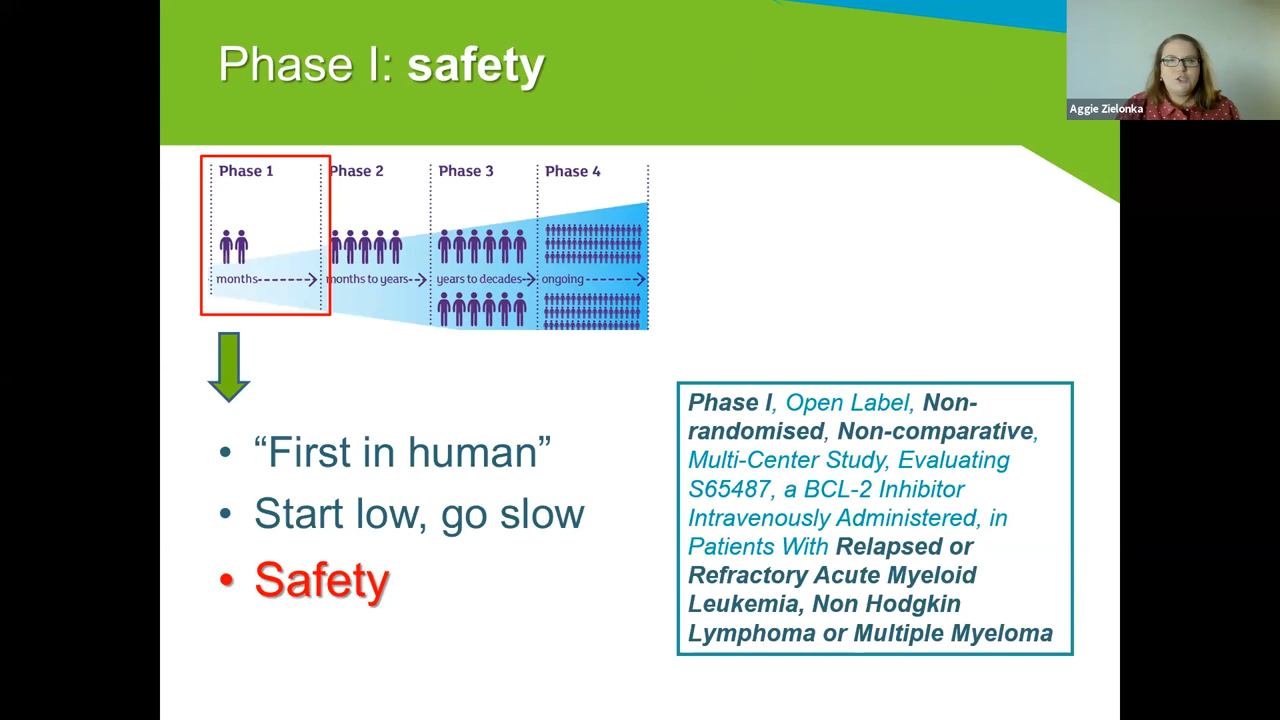 Phase I: safety
Aggie Zielonka
Phase 1
Phase 2
Phase 3
Phase 4
months
months to years
years to decades
ongoing
• “First in human”
• Start low, go slow
• Safety
Phase I, Open Label, Non-
randomised, Non-comparative,
Multi-Center Study, Evaluating
S65487, a BCL-2 Inhibitor
Intravenously Administered, in
Patients With Relapsed or
Refractory Acute Myeloid
Leukemia, Non Hodgkin
Lymphoma or Multiple Myeloma